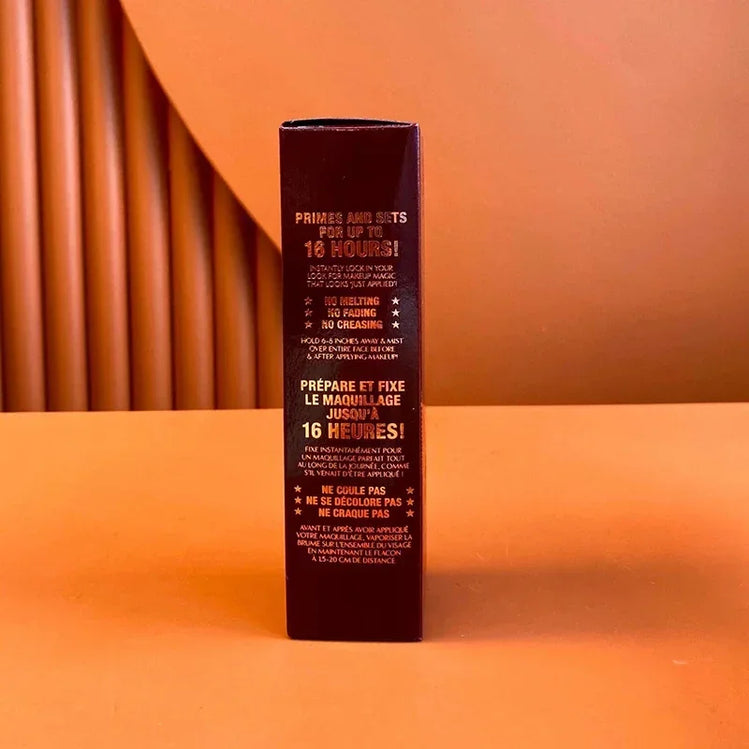 PRIMES AND SETS
FOR UP TO
16 HOURS!
INSTANTLY LOCK IN YOUR
LOOK FOR MAKEUP MAGIC
THAT LOOKS 'JUST APPLIED'!
★ NO MELTING ★
★ NO FADING ★
★ NO CREASING ★
HOLD 6-8 INCHES AWAY & MIST
OVER ENTIRE FACE BEFORE
& AFTER APPLYING MAKEUP!
PRÉPARE ET FIXE
LE MAQUILLAGE
JUSQU'À
16 HEURES!
FIXE INSTANTANÉMENT POUR
UN MAQUILLAGE PARFAIT TOUT
AU LONG DE LA JOURNÉE, COMME
S'IL VENAIT D'ÊTRE APPLIQUÉ !
★ NE COULE PAS ★
★ NE SE DÉCOLORE PAS ★
★ NE CRAQUE PAS ★
AVANT ET APRÈS AVOIR APPLIQUÉ
VOTRE MAQUILLAGE, VAPORISER LA
BRUME SUR L'ENSEMBLE DU VISAGE
EN MAINTENANT LE FLACON
À 15-20 CM DE DISTANCE